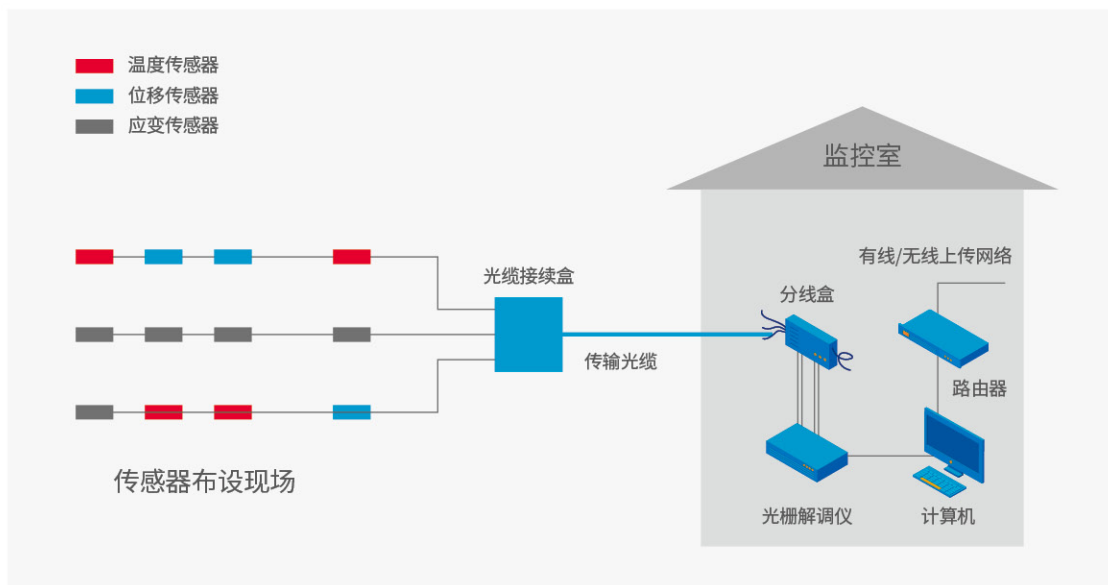 温度传感器
位移传感器
应变传感器
监控室
有线/无线上传网络
光缆接续盒
分线盒
传输光缆
路由器
传感器布设现场
光栅解调仪
计算机